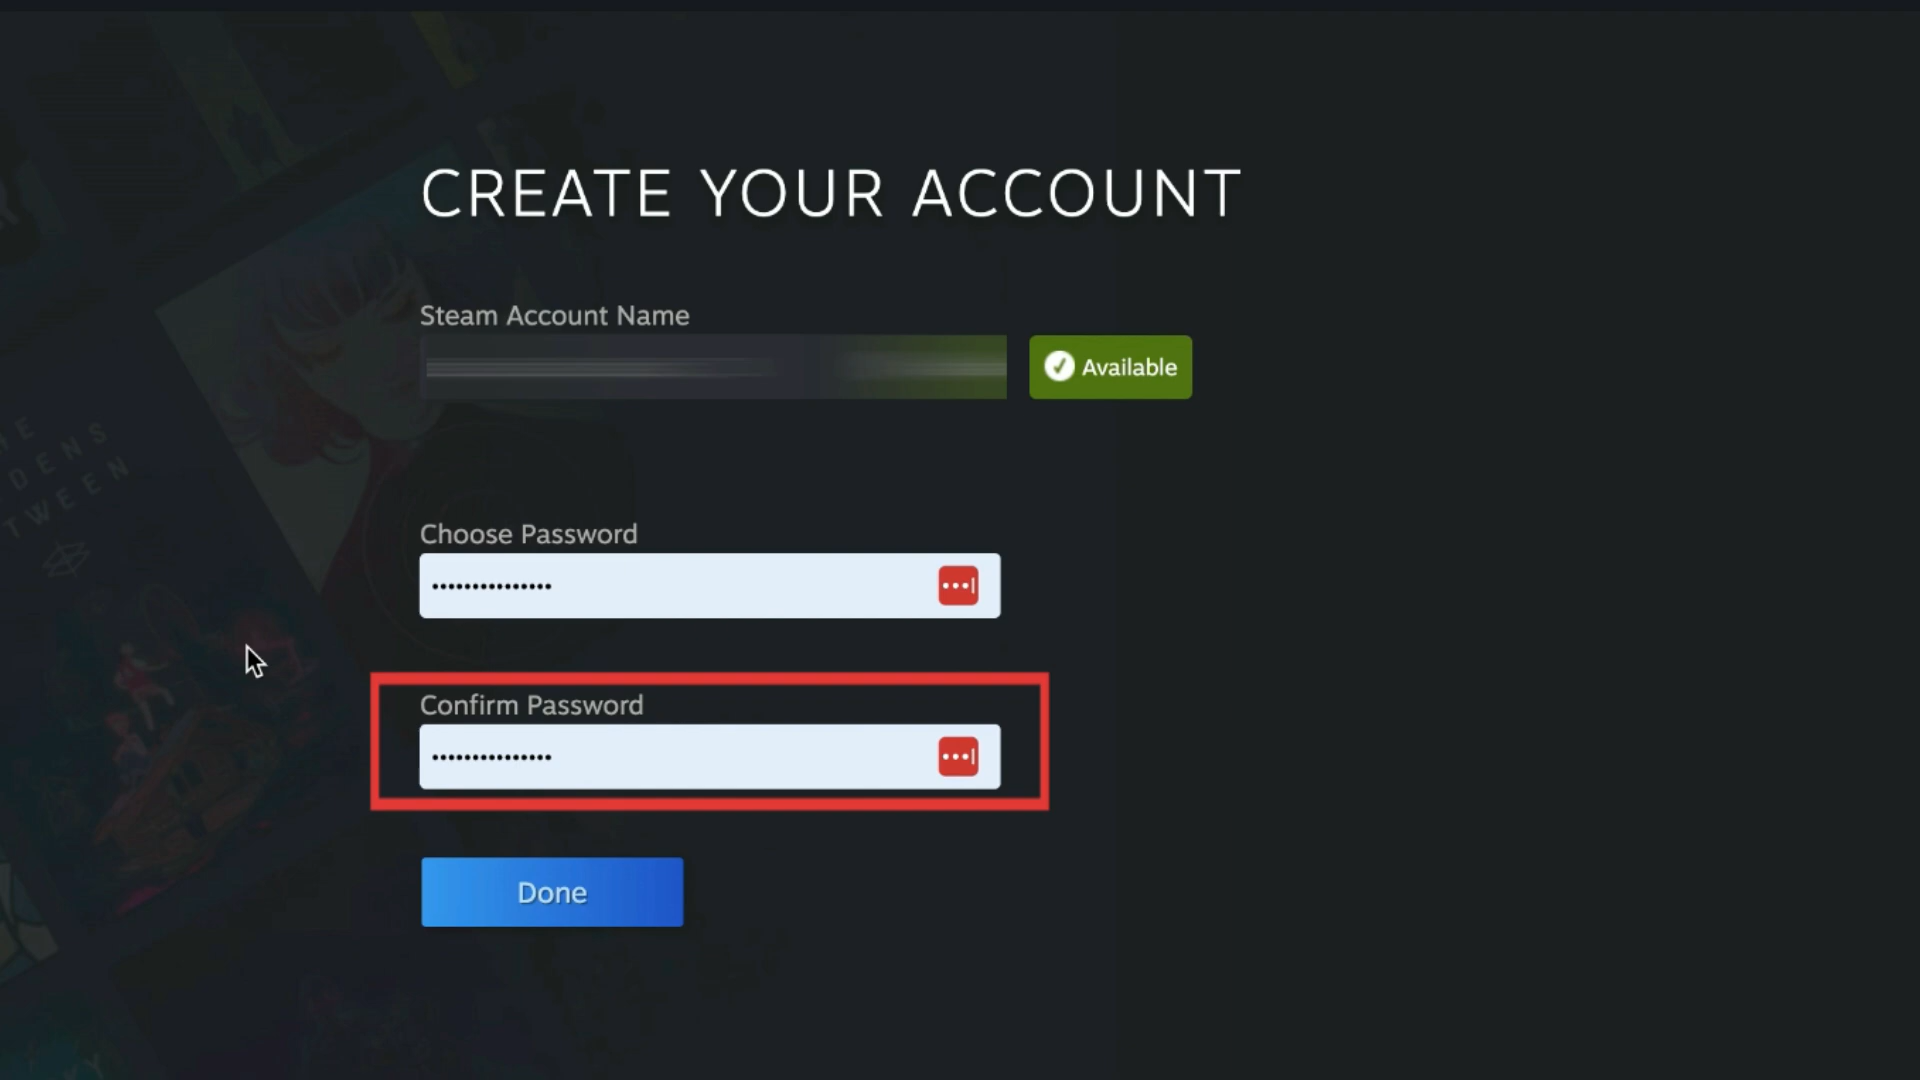 CREATE YOUR ACCOUNT
Steam Account Name
Available
Choose Password
Confirm Password
Done